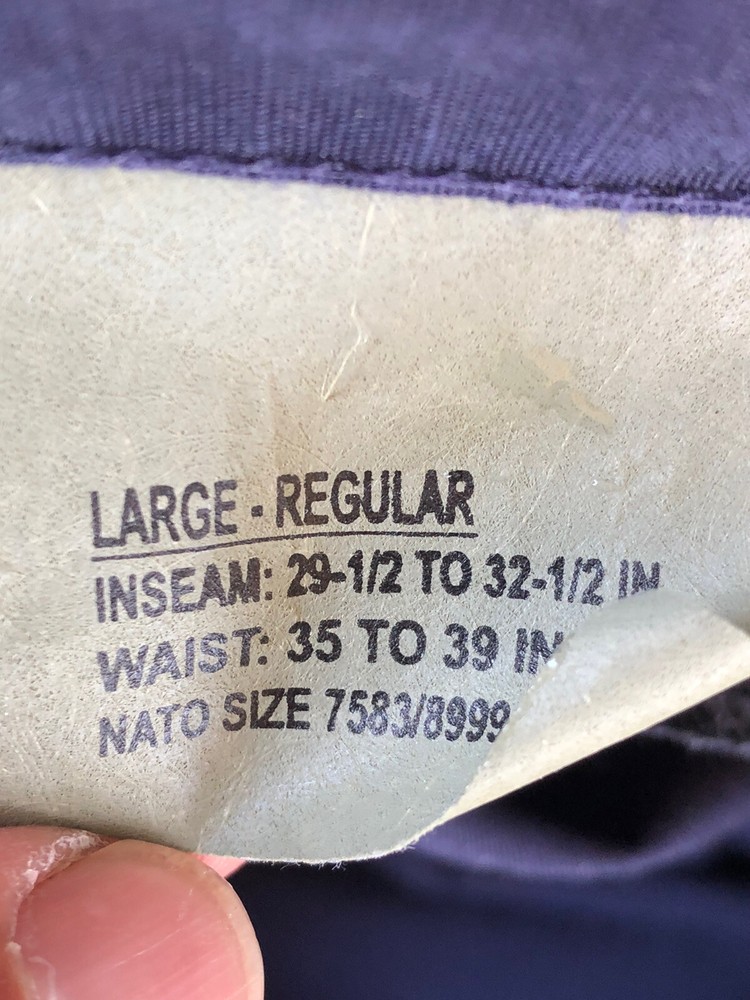 LARGE - REGULAR
INSEAM: 29-1/2 TO 32-1/2 IN
WAIST: 35 TO 39 IN
NATO SIZE 7583/8999